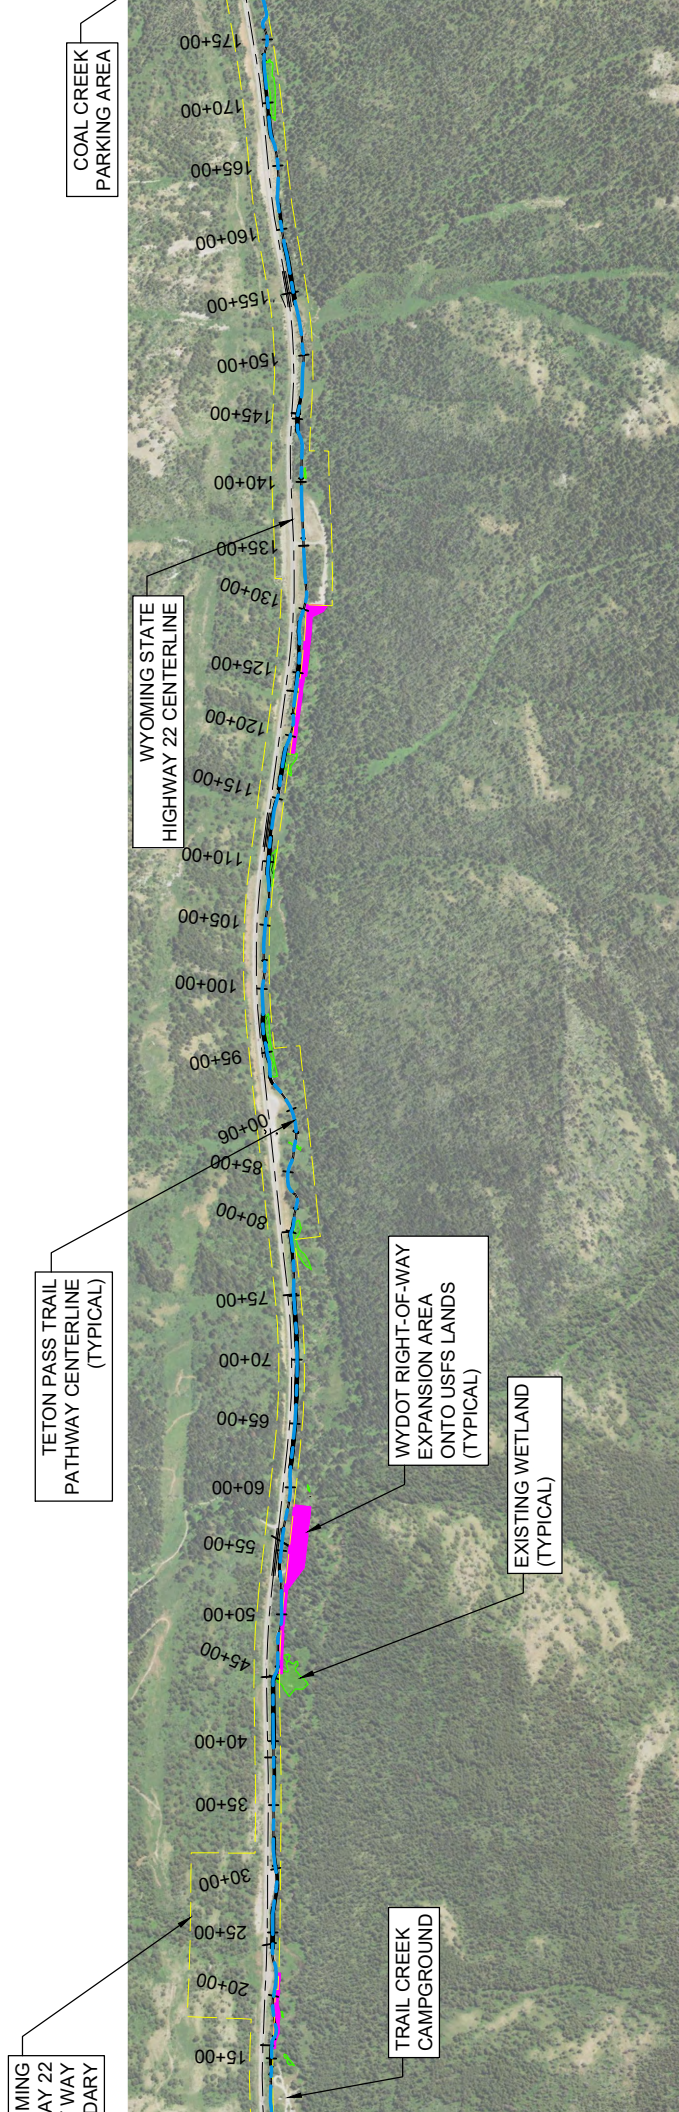 COAL CREEK
PARKING AREA
175+00
170+00
165+00
160+00
155+00
150+00
145+00
140+00
135+00
130+00
WYOMING STATE
HIGHWAY 22 CENTERLINE
125+00
120+00
115+00
110+00
105+00
100+00
95+00
90+00
85+00
80+00
TETON PASS TRAIL
PATHWAY CENTERLINE
(TYPICAL)
75+00
70+00
65+00
60+00
WYDOT RIGHT-OF-WAY
EXPANSION AREA
ONTO USFS LANDS
(TYPICAL)
EXISTING WETLAND
(TYPICAL)
55+00
50+00
45+00
40+00
35+00
30+00
25+00
20+00
15+00
TRAIL CREEK
CAMPGROUND
MING
AY 22
WAY
DARY